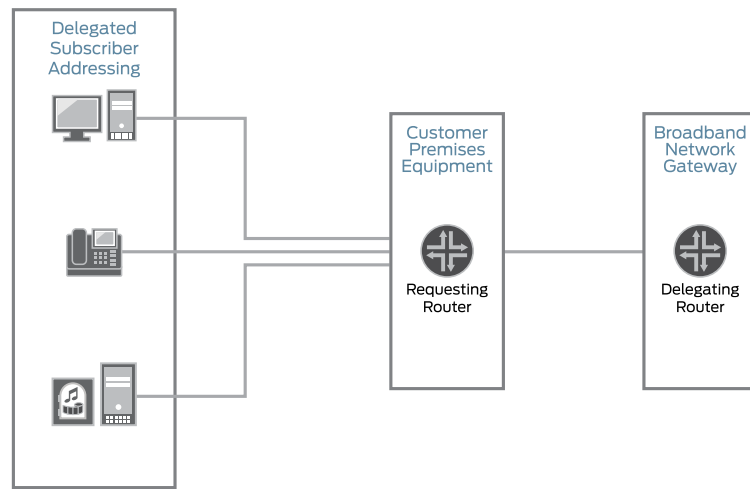 Delegated
Subscriber
Addressing
Customer
Premises
Equipment
Requesting
Router
Broadband
Network
Gateway
Delegating
Router